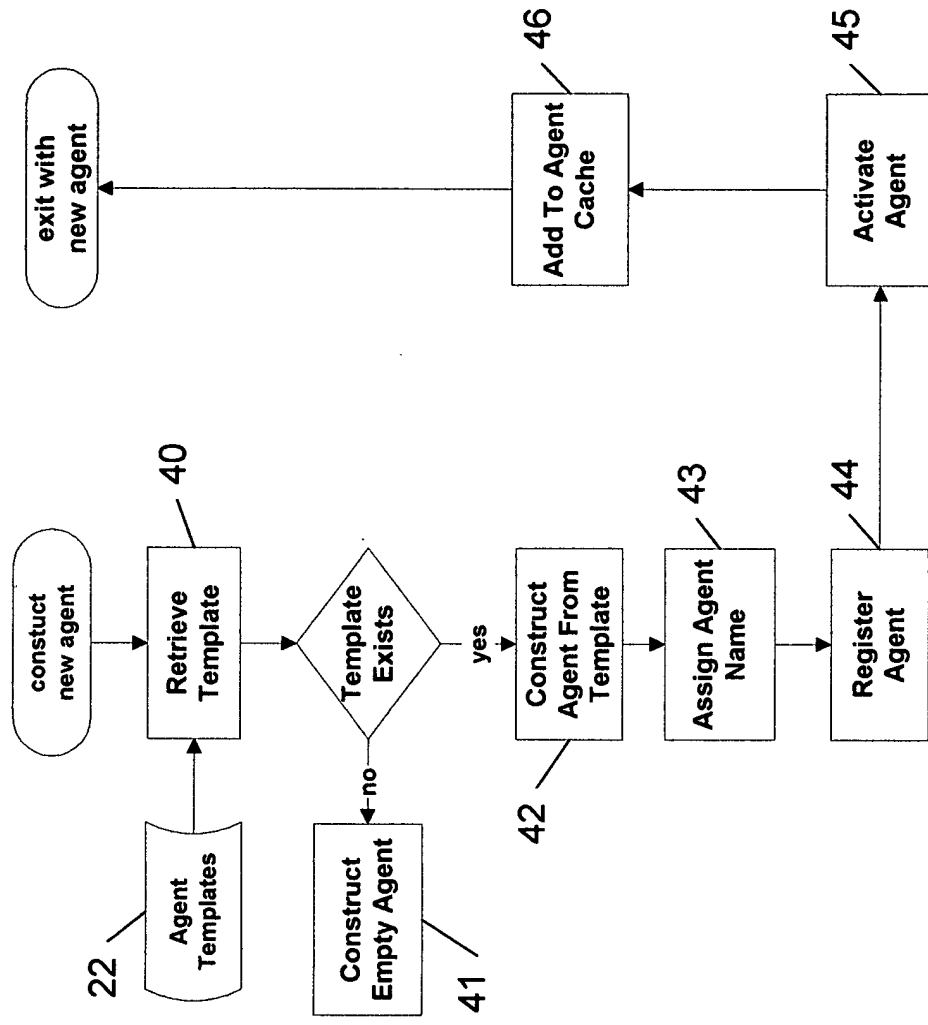 constuct
new agent
22
Agent
Templates
Retrieve
Template
40
Template
Exists
no
Construct
Empty Agent
41
yes
Construct
Agent From
Template
42
Assign Agent
Name
43
Register
Agent
44
Activate
Agent
45
Add To Agent
Cache
46
exit with
new agent